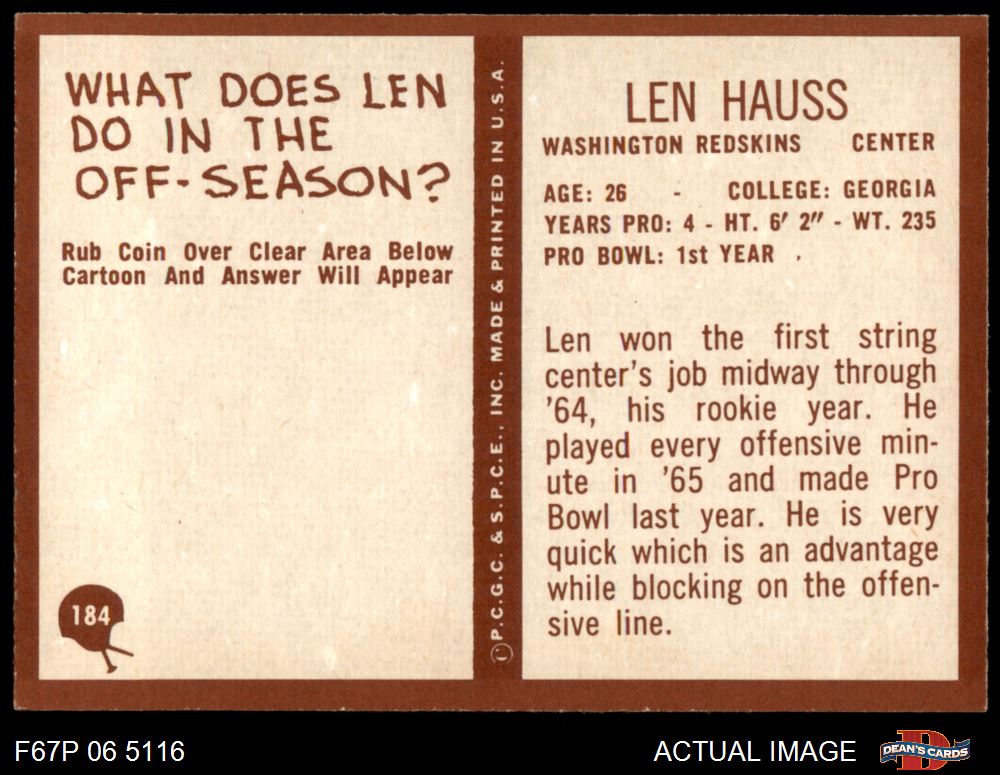 WHAT DOES LEN
DO IN THE
OFF-SEASON?
Rub Coin Over Clear Area Below
Cartoon And Answer Will Appear
184
© P.C.G.C. & S.P.C.E., INC. MADE & PRINTED IN U.S.A.
LEN HAUSS
WASHINGTON REDSKINS CENTER
AGE: 26 - COLLEGE: GEORGIA
YEARS PRO: 4 - HT. 6′ 2″ - WT. 235
PRO BOWL: 1st YEAR
Len won the first string
center's job midway through
'64, his rookie year. He
played every offensive min-
ute in '65 and made Pro
Bowl last year. He is very
quick which is an advantage
while blocking on the offen-
sive line.
F67P 06 5116
ACTUAL IMAGE
D
DEAN'S CARDS